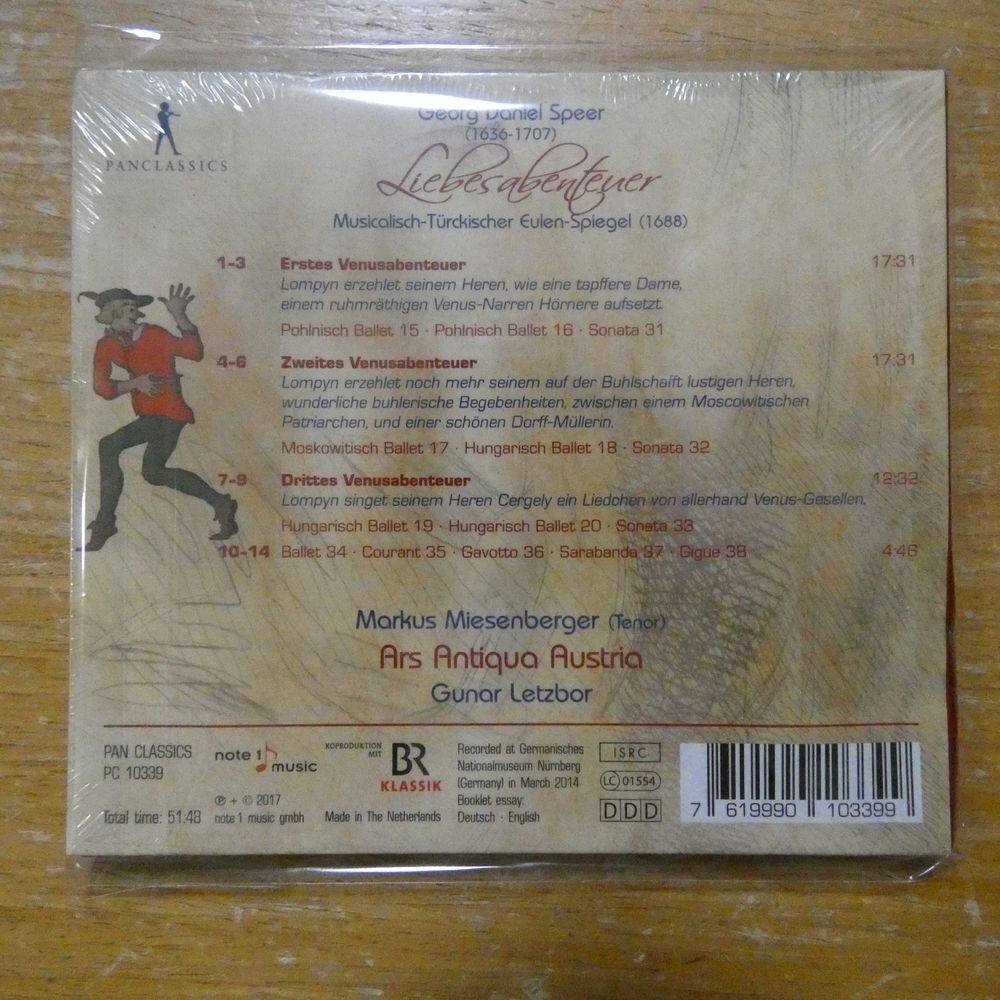 Georg Daniel Speer
(1636-1707)
PANCLASSICS
Liebesabenteuer
Musicalisch-Türckischer Eulen-Spiegel (1688)
1-3 Erstes Venusabenteuer 17:31
Lompyn erzehlet seinem Heren, wie eine tapffere Dame,
einem ruhmräthigen Venus-Narren Hörnere aufsetzt.
Pohlnisch Ballet 15 · Pohlnisch Ballet 16 · Sonata 31
4-6 Zweites Venusabenteuer 17:31
Lompyn erzehlet noch mehr seinem auf der Buhlschafft lustigen Heren,
wunderliche buhlerische Begebenheiten, zwischen einem Moscowitischen
Patriarchen, und einer schönen Dorff-Müllerin.
Moskowitisch Ballet 17 · Hungarisch Ballet 18 · Sonata 32
7-9 Drittes Venusabenteuer 12:32
Lompyn singet seinem Heren Cergely ein Liedchen von allerhand Venus-Gesellen.
Hungarisch Ballet 19 · Hungarisch Ballet 20 · Sonata 33
10-14 Ballet 34 · Courant 35 · Gavotto 36 · Sarabanda 37 · Gigue 38 4:46
Markus Miesenberger (Tenor)
Ars Antiqua Austria
Gunar Letzbor
PAN CLASSICS
PC 10339
Total time: 51.48
note 1 music
℗ + © 2017
note 1 music gmbh
KOPRODUKTION
MIT
BR
KLASSIK
Made in The Netherlands
Recorded at Germanisches
Nationalmuseum Nürnberg
(Germany) in March 2014
Booklet essay:
Deutsch · English
ISRC
LC 01554
DDD
7 619990 103399